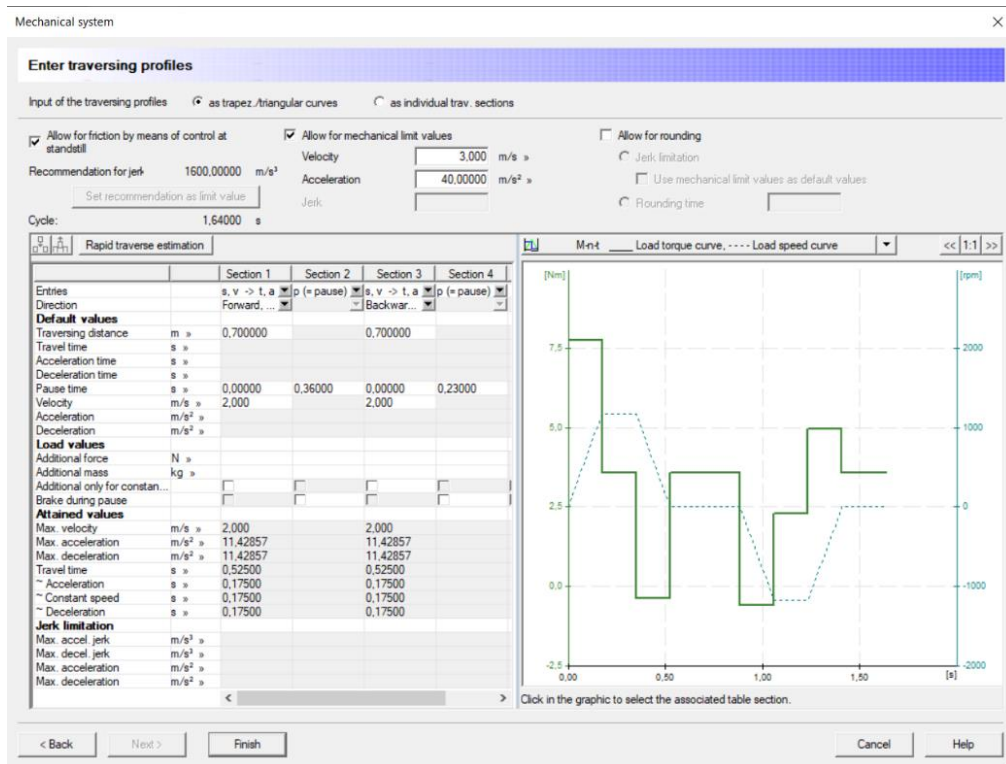 Mechanical system
Enter traversing profiles
Input of the traversing profiles as trapez./triangular curves as individual trav. sections
Allow for friction by means of control at standstill
Allow for mechanical limit values
Allow for rounding
Velocity 3,000 m/s »
Jerk limitation
Recommendation for jerk 1600,00000 m/s³
Acceleration 40,00000 m/s² »
Use mechanical limit values as default values
Set recommendation as limit value
Jerk
Rounding time
Cycle: 1,64000 s
Rapid traverse estimation
M-n-t ____ Load torque curve, - - - - Load speed curve
<< 1:1 >>
Section 1 Section 2 Section 3 Section 4
Entries s, v -> t, a p (= pause) s, v -> t, a p (= pause)
Direction Forward, ... Backwar...
Default values
Traversing distance m » 0,700000 0,700000
Travel time s »
Acceleration time s »
Deceleration time s »
Pause time s » 0,00000 0,36000 0,00000 0,23000
Velocity m/s » 2,000 2,000
Acceleration m/s² »
Deceleration m/s² »
Load values
Additional force N »
Additional mass kg »
Additional only for constan...
Brake during pause
Attained values
Max. velocity m/s » 2,000 2,000
Max. acceleration m/s² » 11,42857 11,42857
Max. deceleration m/s² » 11,42857 11,42857
Travel time s » 0,52500 0,52500
~ Acceleration s » 0,17500 0,17500
~ Constant speed s » 0,17500 0,17500
~ Deceleration s » 0,17500 0,17500
Jerk limitation
Max. accel. jerk m/s³ »
Max. decel. jerk m/s³ »
Max. acceleration m/s² »
Max. deceleration m/s² »
[Nm] [rpm]
7,5 2000
5,0 1000
2,5 0
0,0 -1000
-2,5 -2000
0,00 0,50 1,00 1,50 [s]
Click in the graphic to select the associated table section.
< Back Next > Finish Cancel Help